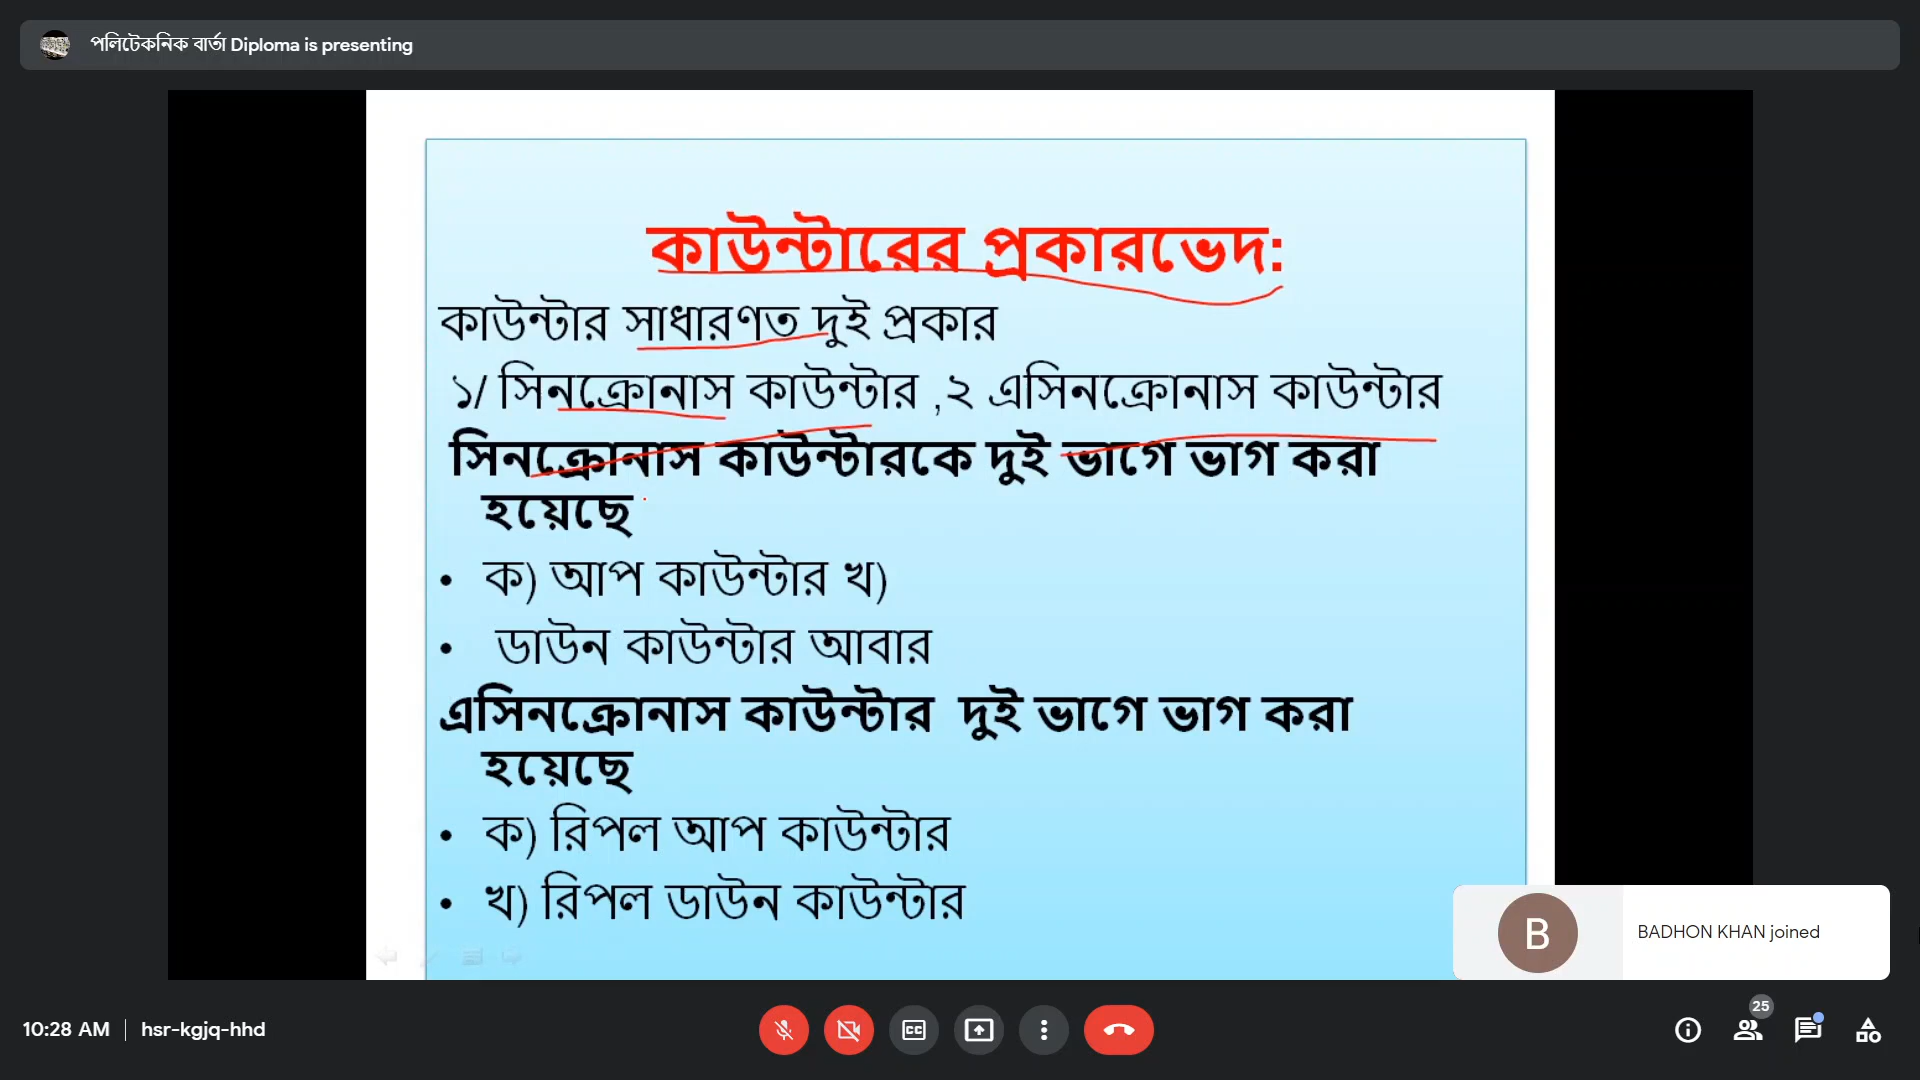 পলিটেকনিক বার্তা Diploma is presenting
কাউন্টারের প্রকারভেদ:
কাউন্টার সাধারণত দুই প্রকার
১/ সিনক্রোনাস কাউন্টার ,২ এসিনক্রোনাস কাউন্টার
সিনক্রোনাস কাউন্টারকে দুই ভাগে ভাগ করা
হয়েছে
• ক) আপ কাউন্টার খ)
• ডাউন কাউন্টার আবার
এসিনক্রোনাস কাউন্টার দুই ভাগে ভাগ করা
হয়েছে
• ক) রিপল আপ কাউন্টার
• খ) রিপল ডাউন কাউন্টার
B
BADHON KHAN joined
10:28 AM | hsr-kgjq-hhd
CC
25